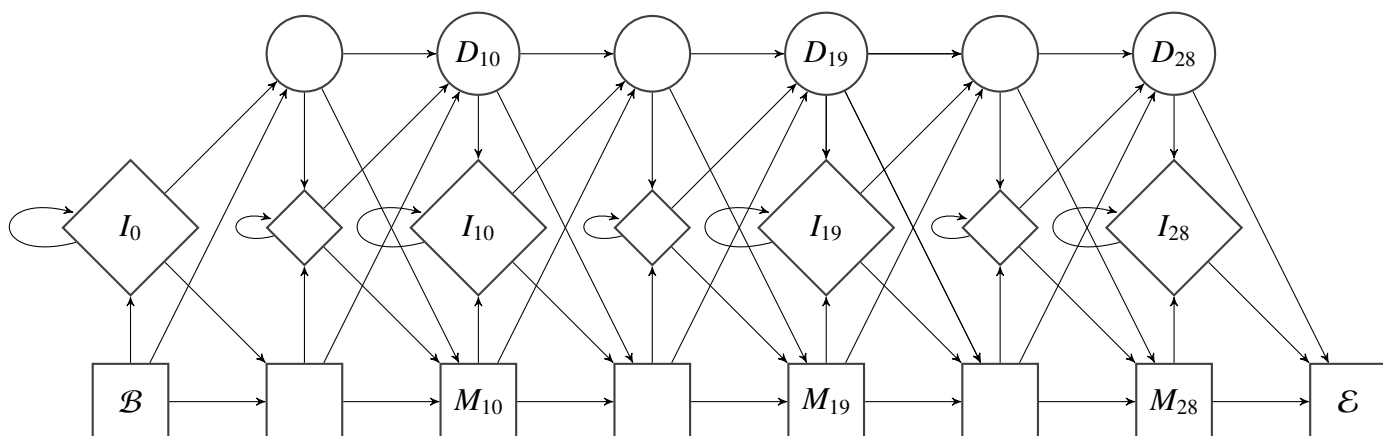 D₁₀ D₁₉ D₂₈
I₀ I₁₀ I₁₉ I₂₈
ℬ M₁₀ M₁₉ M₂₈ ℰ